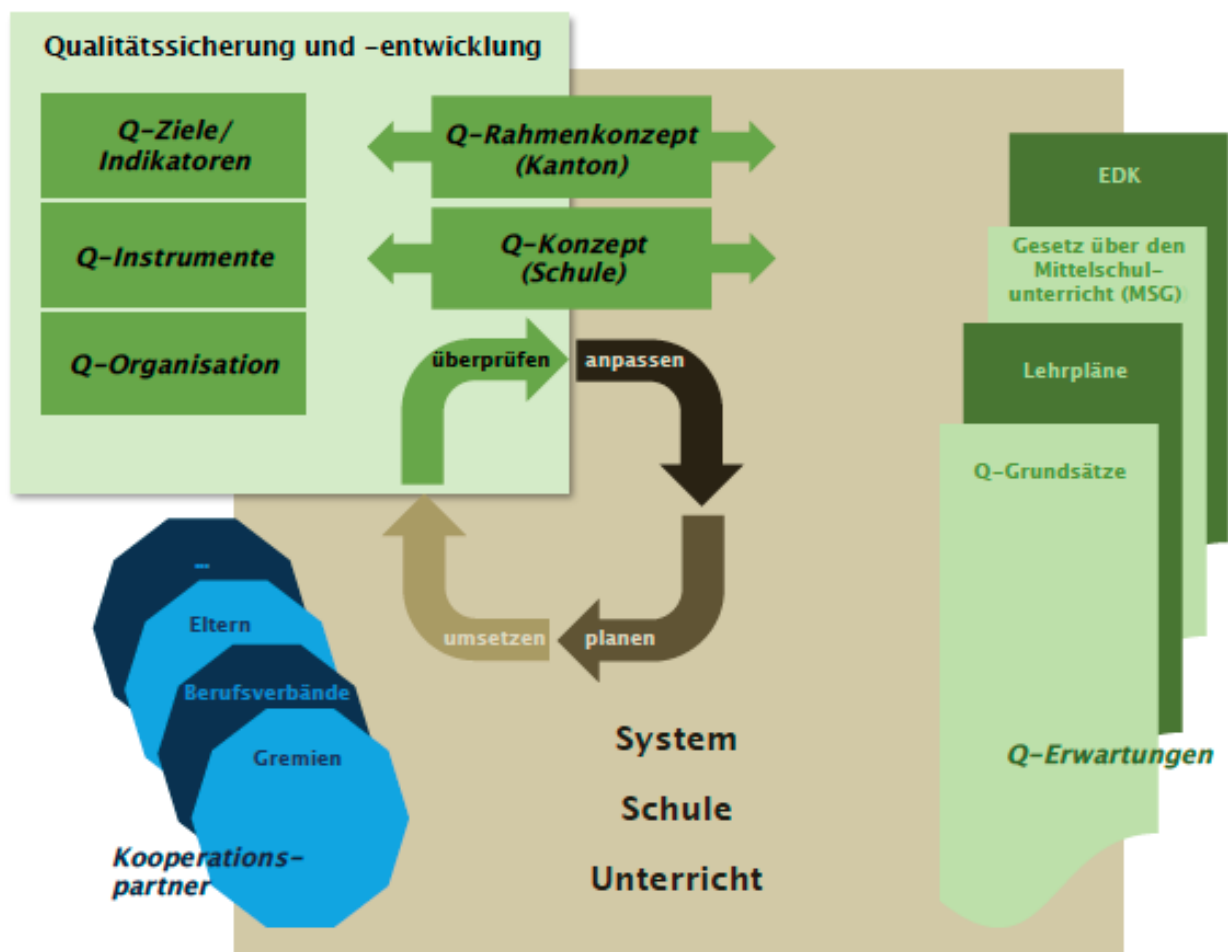 Qualitätssicherung und -entwicklung
Q-Ziele/
Indikatoren
Q-Instrumente
Q-Organisation
Q-Rahmenkonzept
(Kanton)
Q-Konzept
(Schule)
überprüfen
anpassen
umsetzen
planen
EDK
Gesetz über den
Mittelschul-
unterricht (MSG)
Lehrpläne
Q-Grundsätze
Q-Erwartungen
...
Eltern
Berufsverbände
Gremien
Kooperations-
partner
System
Schule
Unterricht